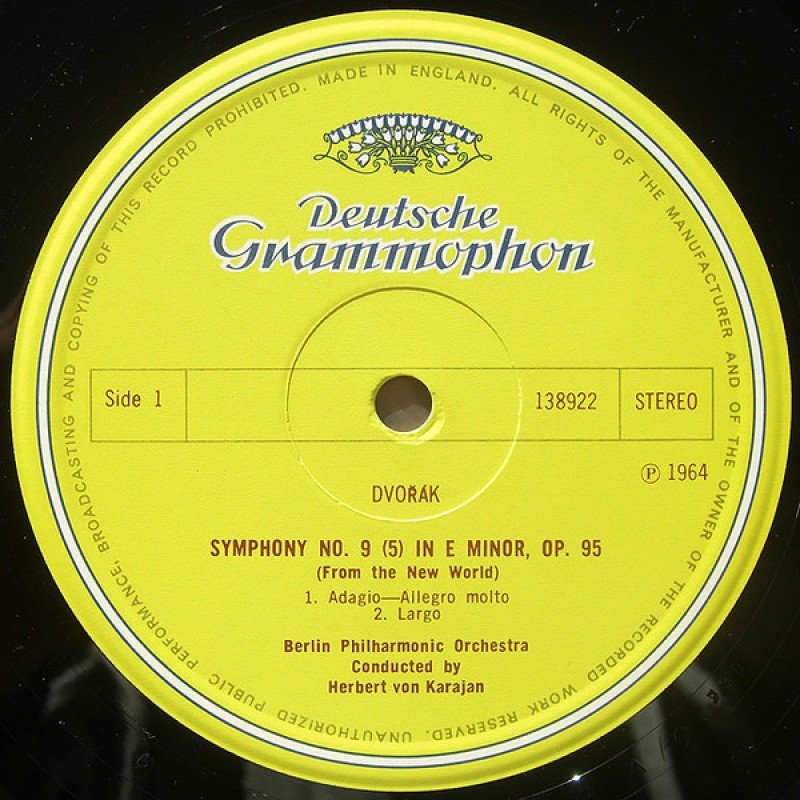 UNAUTHORIZED PUBLIC PERFORMANCE, BROADCASTING AND COPYING OF THIS RECORD PROHIBITED. MADE IN ENGLAND. ALL RIGHTS OF THE MANUFACTURER AND OF THE OWNER OF THE RECORDED WORK RESERVED.
Deutsche
Grammophon
Side 1 138922 STEREO
℗ 1964
DVOŘÁK
SYMPHONY NO. 9 (5) IN E MINOR, OP. 95
(From the New World)
1. Adagio—Allegro molto
2. Largo
Berlin Philharmonic Orchestra
Conducted by
Herbert von Karajan